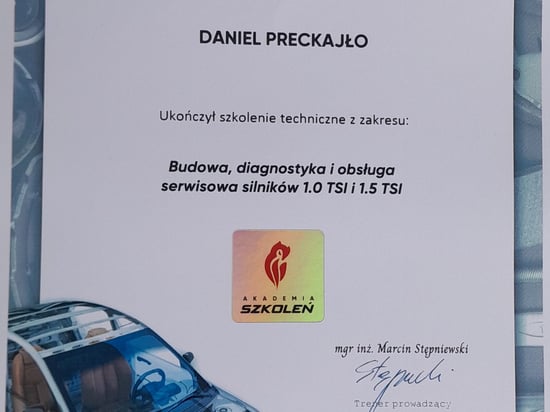 DANIEL PRECKAJŁO
Ukończył szkolenie techniczne z zakresu:
Budowa, diagnostyka i obsługa
serwisowa silników 1.0 TSI i 1.5 TSI
AKADEMIA
SZKOLEŃ
mgr inż. Marcin Stępniewski
Trener prowadzący